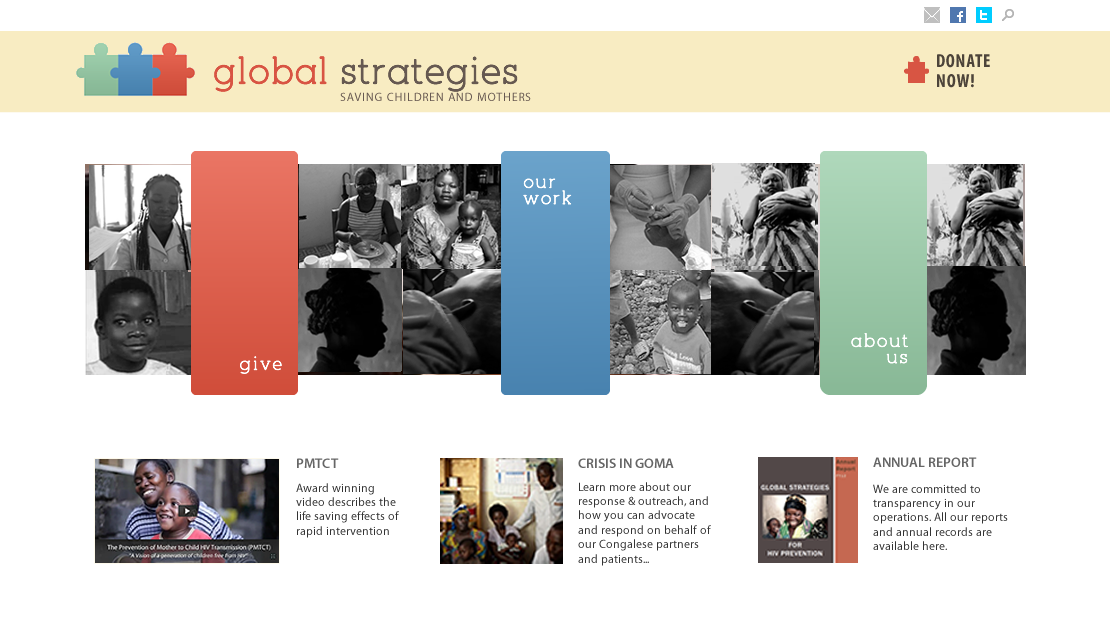 global strategies
SAVING CHILDREN AND MOTHERS
DONATE
NOW!
our
work
give
about
us
PMTCT
Award winning
video describes the
life saving effects of
rapid intervention
The Prevention of Mother to Child HIV Transmission (PMTCT)
"A Vision of a generation of children free from HIV"
CRISIS IN GOMA
Learn more about our
response & outreach, and
how you can advocate
and respond on behalf of
our Congalese partners
and patients...
Annual
Report
GLOBAL STRATEGIES
FOR
HIV PREVENTION
ANNUAL REPORT
We are committed to
transparency in our
operations. All our reports
and annual records are
available here.